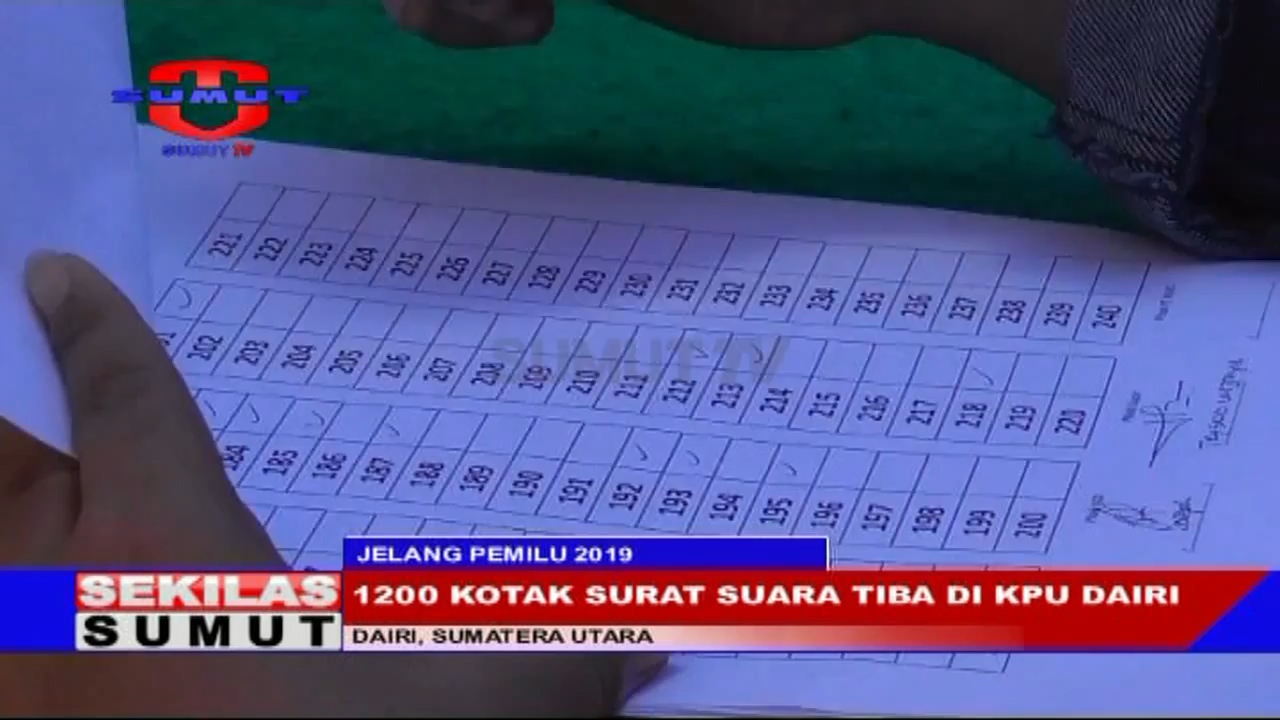 SUMUT
SUMUT TV
221 222 223 224 225 226 227 228 229 230 231 232 233 234 235 236 237 238 239 240
202 203 204 205 206 207 208 209 210 211 212 213 214 215 216 217 218 219 220
SUMUT TV
184 185 186 187 188 189 190 191 192 193 194 195 196 197 198 199 200
JELANG PEMILU 2019
SEKILAS SUMUT
1200 KOTAK SURAT SUARA TIBA DI KPU DAIRI
DAIRI, SUMATERA UTARA